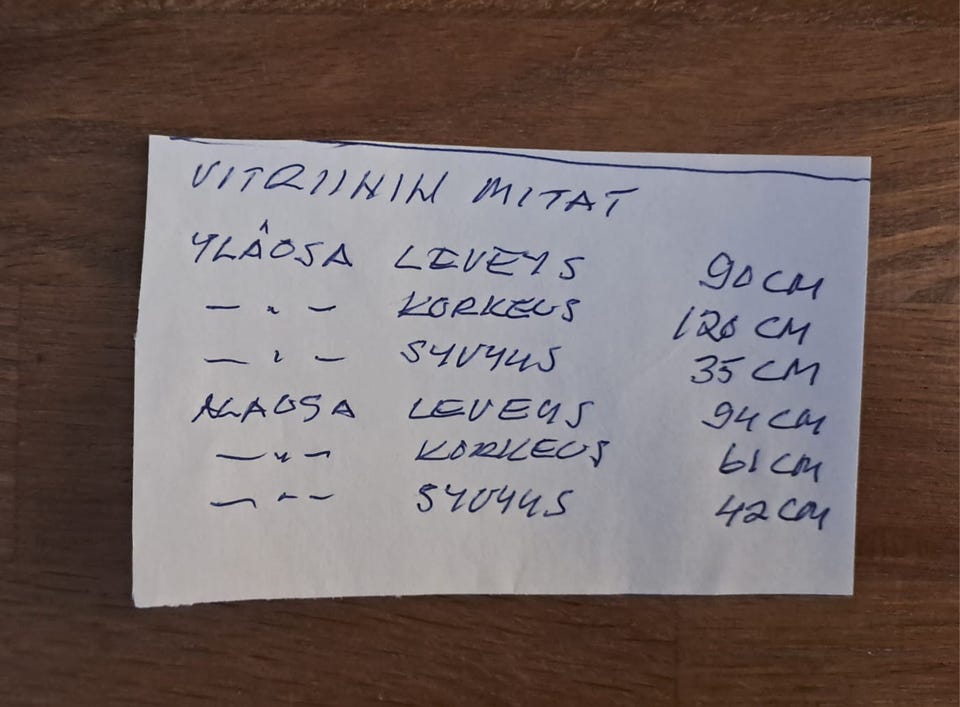 VITRIININ MITAT
YLÄOSA LEVEYS 90 CM
— " — KORKEUS 120 CM
— " — SYVYYS 35 CM
ALAOSA LEVEYS 94 CM
— " — KORKEUS 61 CM
— " — SYVYYS 42 CM